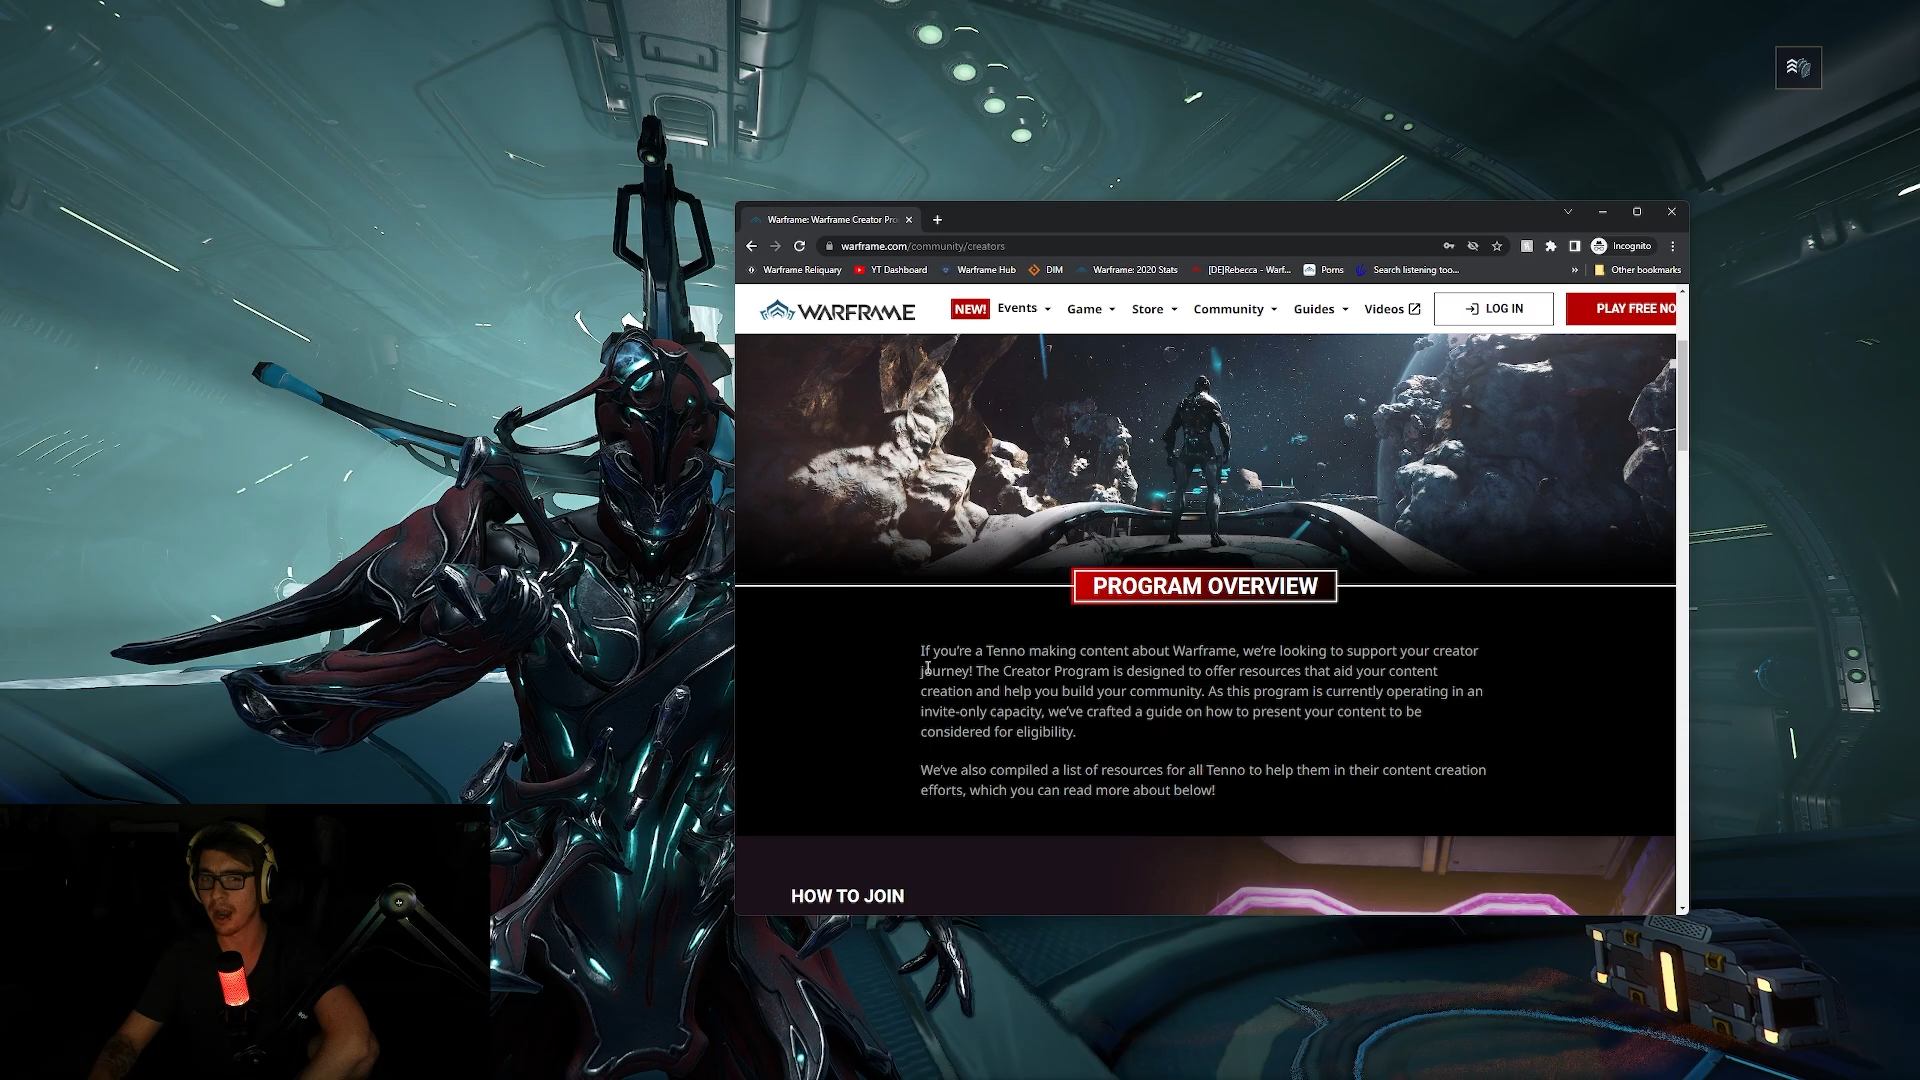 Warframe: Warframe Creator Pro
warframe.com/community/creators
Incognito
Warframe Reliquary
YT Dashboard
Warframe Hub
DIM
Warframe: 2020 Stats
[DE]Rebecca - Warf...
Porns
Search listening too...
»
Other bookmarks
WARFRAME
NEW!
Events
Game
Store
Community
Guides
Videos
LOG IN
PLAY FREE NO
PROGRAM OVERVIEW
If you're a Tenno making content about Warframe, we're looking to support your creator
journey! The Creator Program is designed to offer resources that aid your content
creation and help you build your community. As this program is currently operating in an
invite-only capacity, we've crafted a guide on how to present your content to be
considered for eligibility.
We've also compiled a list of resources for all Tenno to help them in their content creation
efforts, which you can read more about below!
HOW TO JOIN